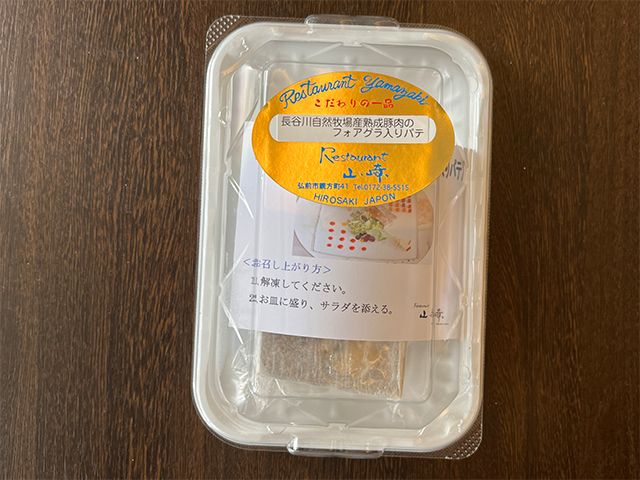 Restaurant Yamazaki
こだわりの一品
長谷川自然牧場産熟成豚肉の
フォアグラ入りパテ
Restaurant
山崎
弘前市親方町41 Tel.0172-38-5515
HIROSAKI JAPON
<お召し上がり方>
1.解凍してください。
2.お皿に盛り、サラダを添える。
Restaurant
山崎